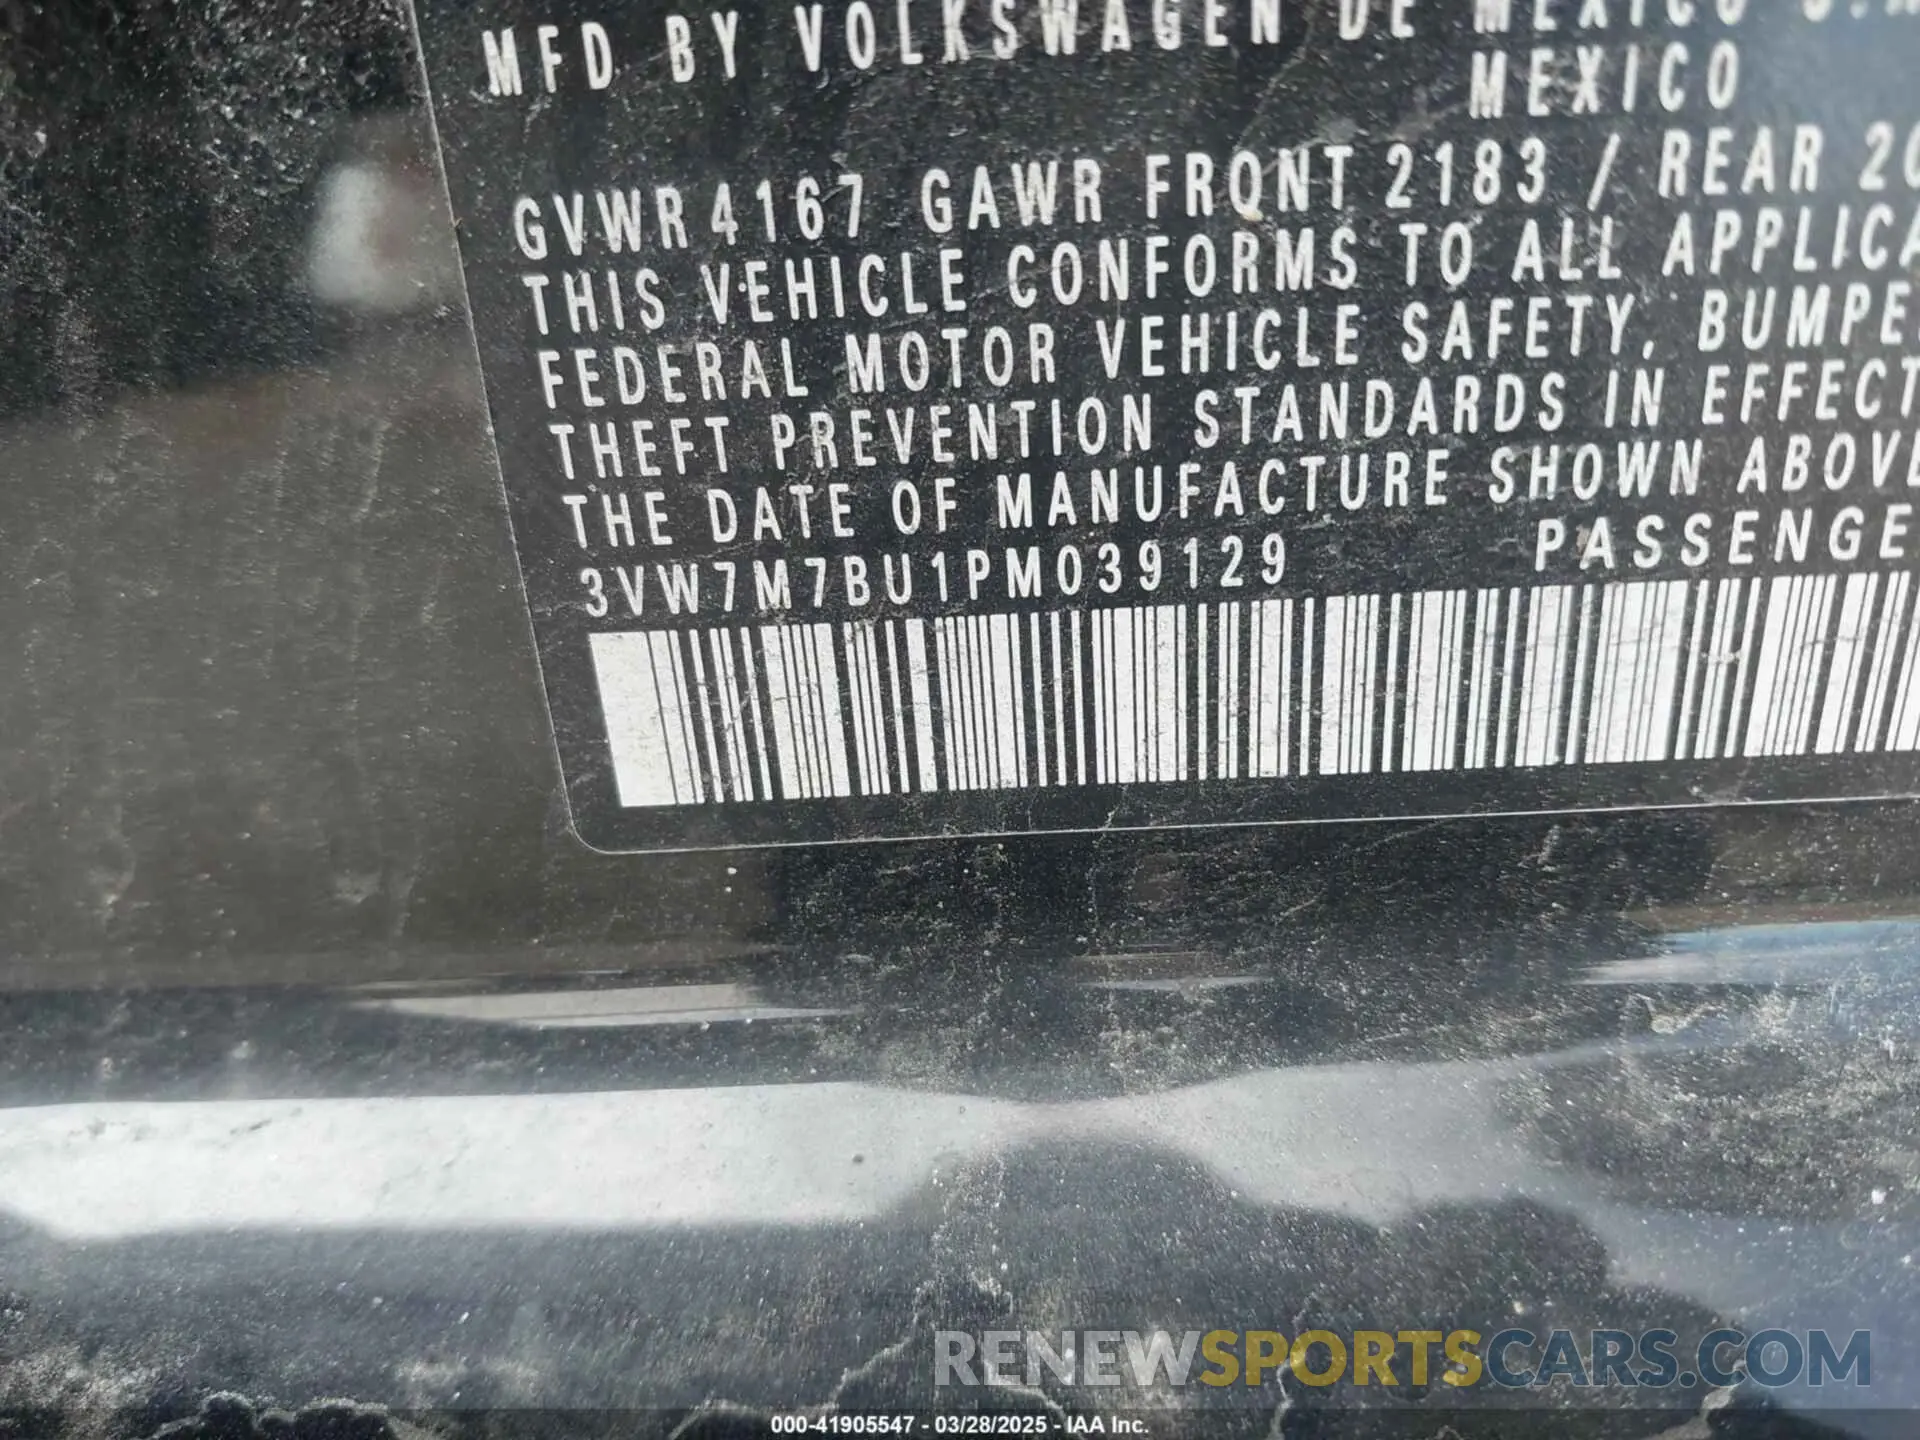 MFD BY VOLKSWAGEN DE MEXICO S.A
MEXICO
GVWR 4167 GAWR FRONT 2183 / REAR 20
THIS VEHICLE CONFORMS TO ALL APPLICA
FEDERAL MOTOR VEHICLE SAFETY, BUMPE
THEFT PREVENTION STANDARDS IN EFFECT
THE DATE OF MANUFACTURE SHOWN ABOVE
3VW7M7BU1PM039129 PASSENGE
RENEWSPORTSCARS.COM
000-41905547 - 03/28/2025 - IAA Inc.